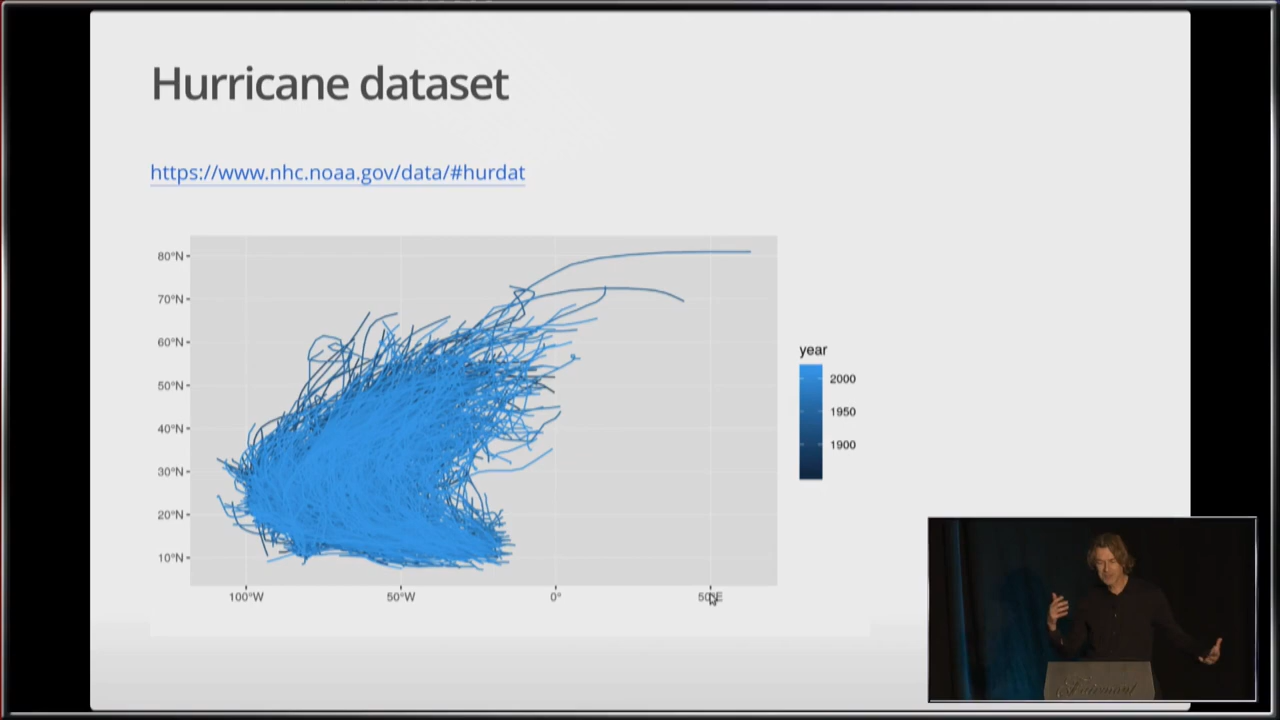 Hurricane dataset
https://www.nhc.noaa.gov/data/#hurdat
80°N
70°N
60°N
50°N
40°N
30°N
20°N
10°N
100°W
50°W
0°
50°E
year
2000
1950
1900
Fairmont